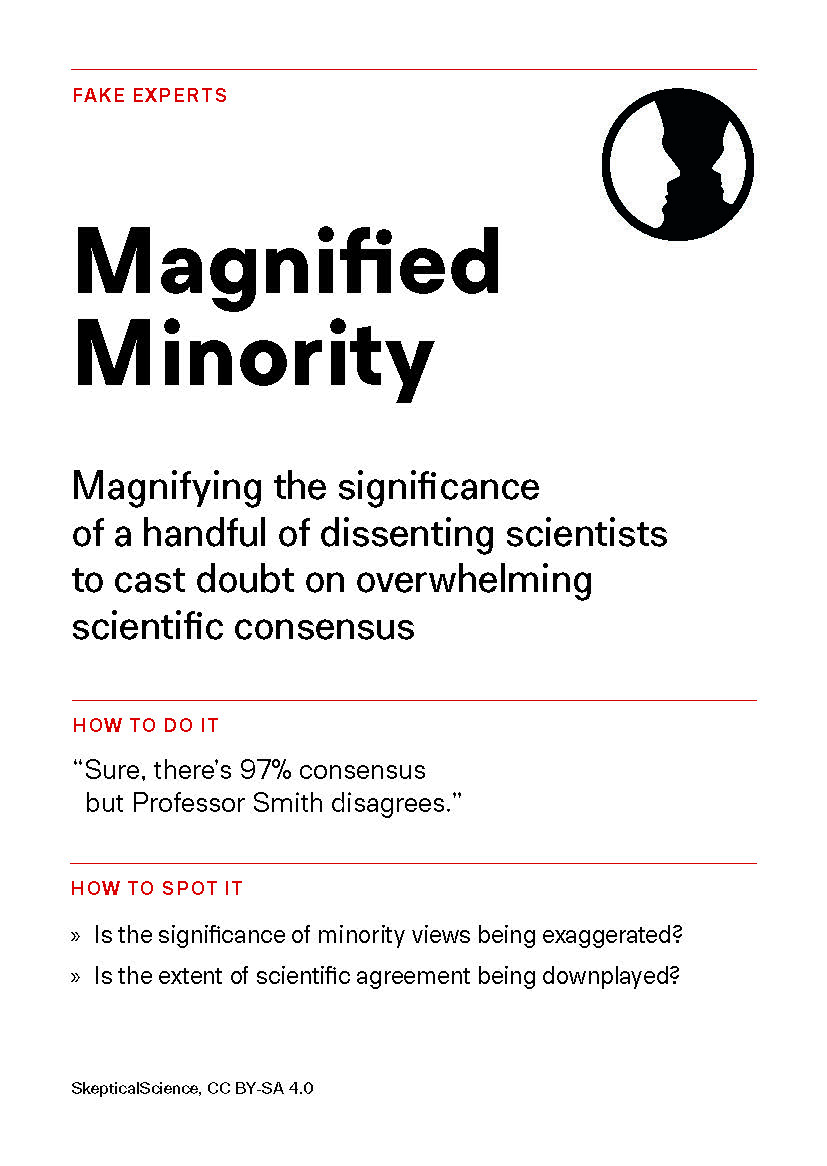 FAKE EXPERTS
Magnified
Minority
Magnifying the significance
of a handful of dissenting scientists
to cast doubt on overwhelming
scientific consensus
HOW TO DO IT
“Sure, there’s 97% consensus
but Professor Smith disagrees.”
HOW TO SPOT IT
» Is the significance of minority views being exaggerated?
» Is the extent of scientific agreement being downplayed?
SkepticalScience, CC BY-SA 4.0